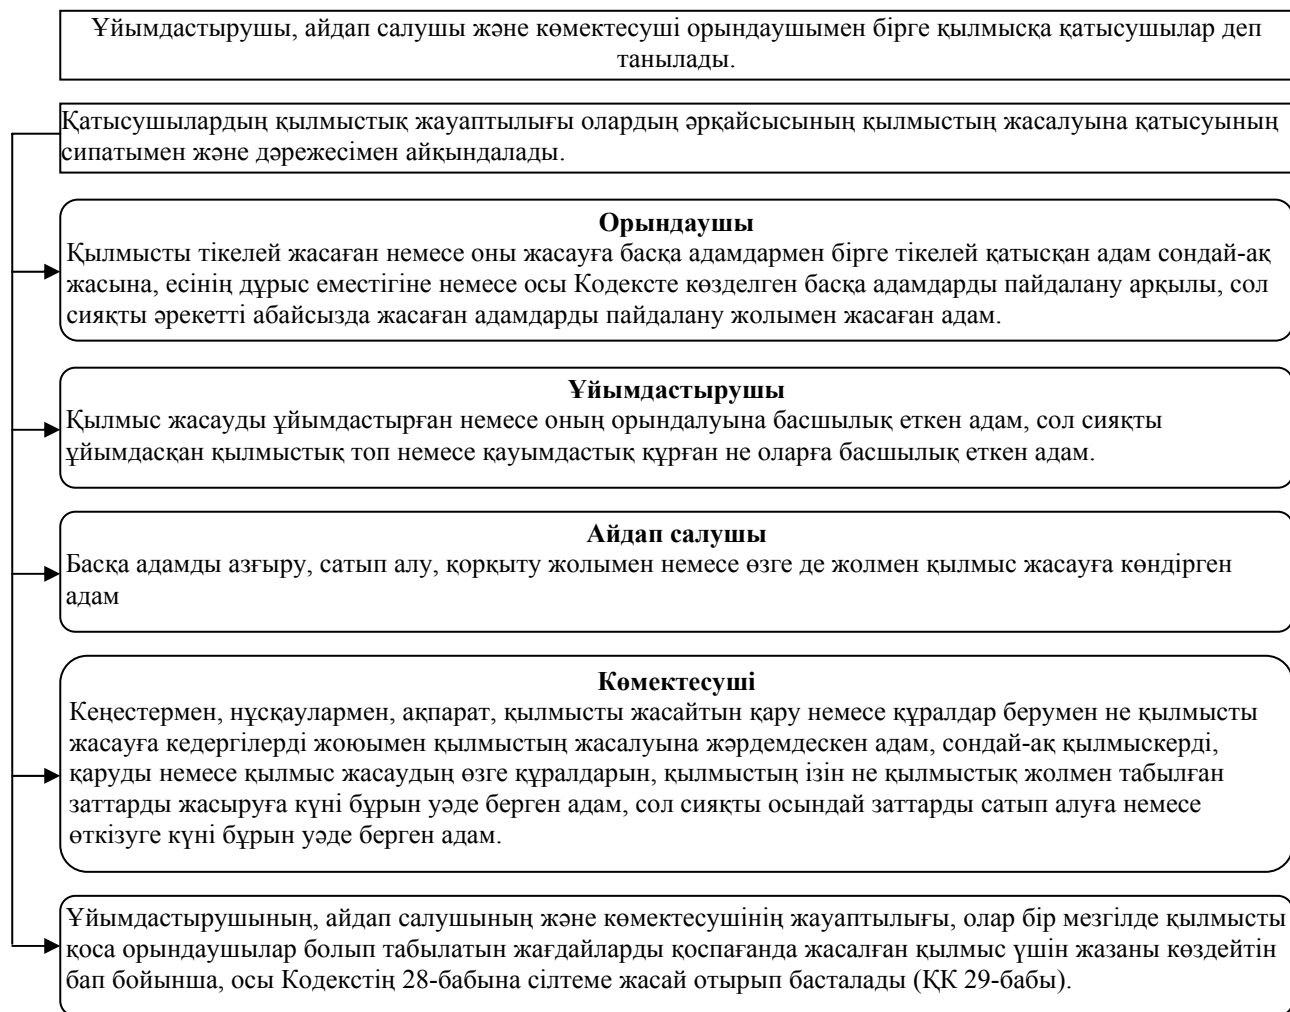 Ұйымдастырушы, айдап салушы және көмектесуші орындаушымен бірге қылмысқа қатысушылар деп
танылады.
Қатысушылардың қылмыстық жауаптылығы олардың әрқайсысының қылмыстың жасалуына қатысуының
сипатымен және дәрежесімен айқындалады.
Орындаушы
Қылмысты тікелей жасаған немесе оны жасауға басқа адамдармен бірге тікелей қатысқан адам сондай-ақ
жасына, есінің дұрыс еместігіне немесе осы Кодексте көзделген басқа адамдарды пайдалану арқылы, сол
сияқты әрекетті абайсызда жасаған адамдарды пайдалану жолымен жасаған адам.
Ұйымдастырушы
Қылмыс жасауды ұйымдастырған немесе оның орындалуына басшылық еткен адам, сол сияқты
ұйымдасқан қылмыстық топ немесе қауымдастық құрған не оларға басшылық еткен адам.
Айдап салушы
Басқа адамды азғыру, сатып алу, қорқыту жолымен немесе өзге де жолмен қылмыс жасауға көндірген
адам
Көмектесуші
Кеңестермен, нұсқаулармен, ақпарат, қылмысты жасайтын қару немесе құралдар берумен не қылмысты
жасауға кедергілерді жоюымен қылмыстың жасалуына жәрдемдескен адам, сондай-ақ қылмыскерді,
қаруды немесе қылмыс жасаудың өзге құралдарын, қылмыстың ізін не қылмыстық жолмен табылған
заттарды жасыруға күні бұрын уәде берген адам, сол сияқты осындай заттарды сатып алуға немесе
өткізуге күні бұрын уәде берген адам.
Ұйымдастырушының, айдап салушының және көмектесушінің жауаптылығы, олар бір мезгілде қылмысты
қоса орындаушылар болып табылатын жағдайларды қоспағанда жасалған қылмыс үшін жазаны көздейтін
бап бойынша, осы Кодекстің 28-бабына сілтеме жасай отырып басталады (ҚК 29-бабы).